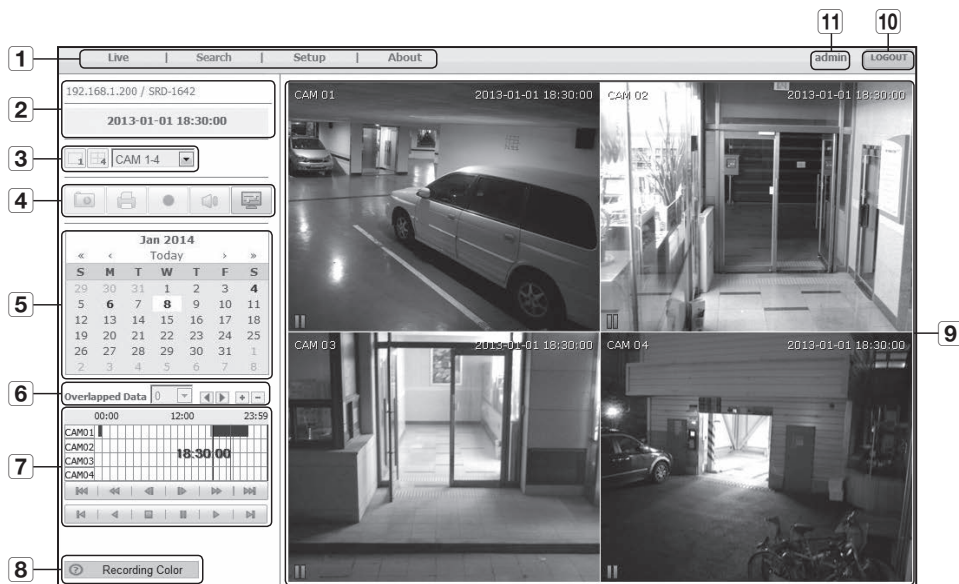 11
10
1
Live | Search | Setup | About
admin
LOGOUT
2
192.168.1.200 / SRD-1642
2013-01-01 18:30:00
3
1 4 CAM 1-4
4
5
Jan 2014
« ‹ Today › »
S M T W T F S
29 30 31 1 2 3 4
5 6 7 8 9 10 11
12 13 14 15 16 17 18
19 20 21 22 23 24 25
26 27 28 29 30 31 1
2 3 4 5 6 7 8
6
Overlapped Data 0
7
00:00 12:00 23:59
CAM01
CAM02
CAM03
CAM04
18:30:00
8
? Recording Color
CAM 01 2013-01-01 18:30:00
CAM 02 2013-01-01 18:30:00
CAM 03 2013-01-01 18:30:00
CAM 04 2013-01-01 18:30:00
9